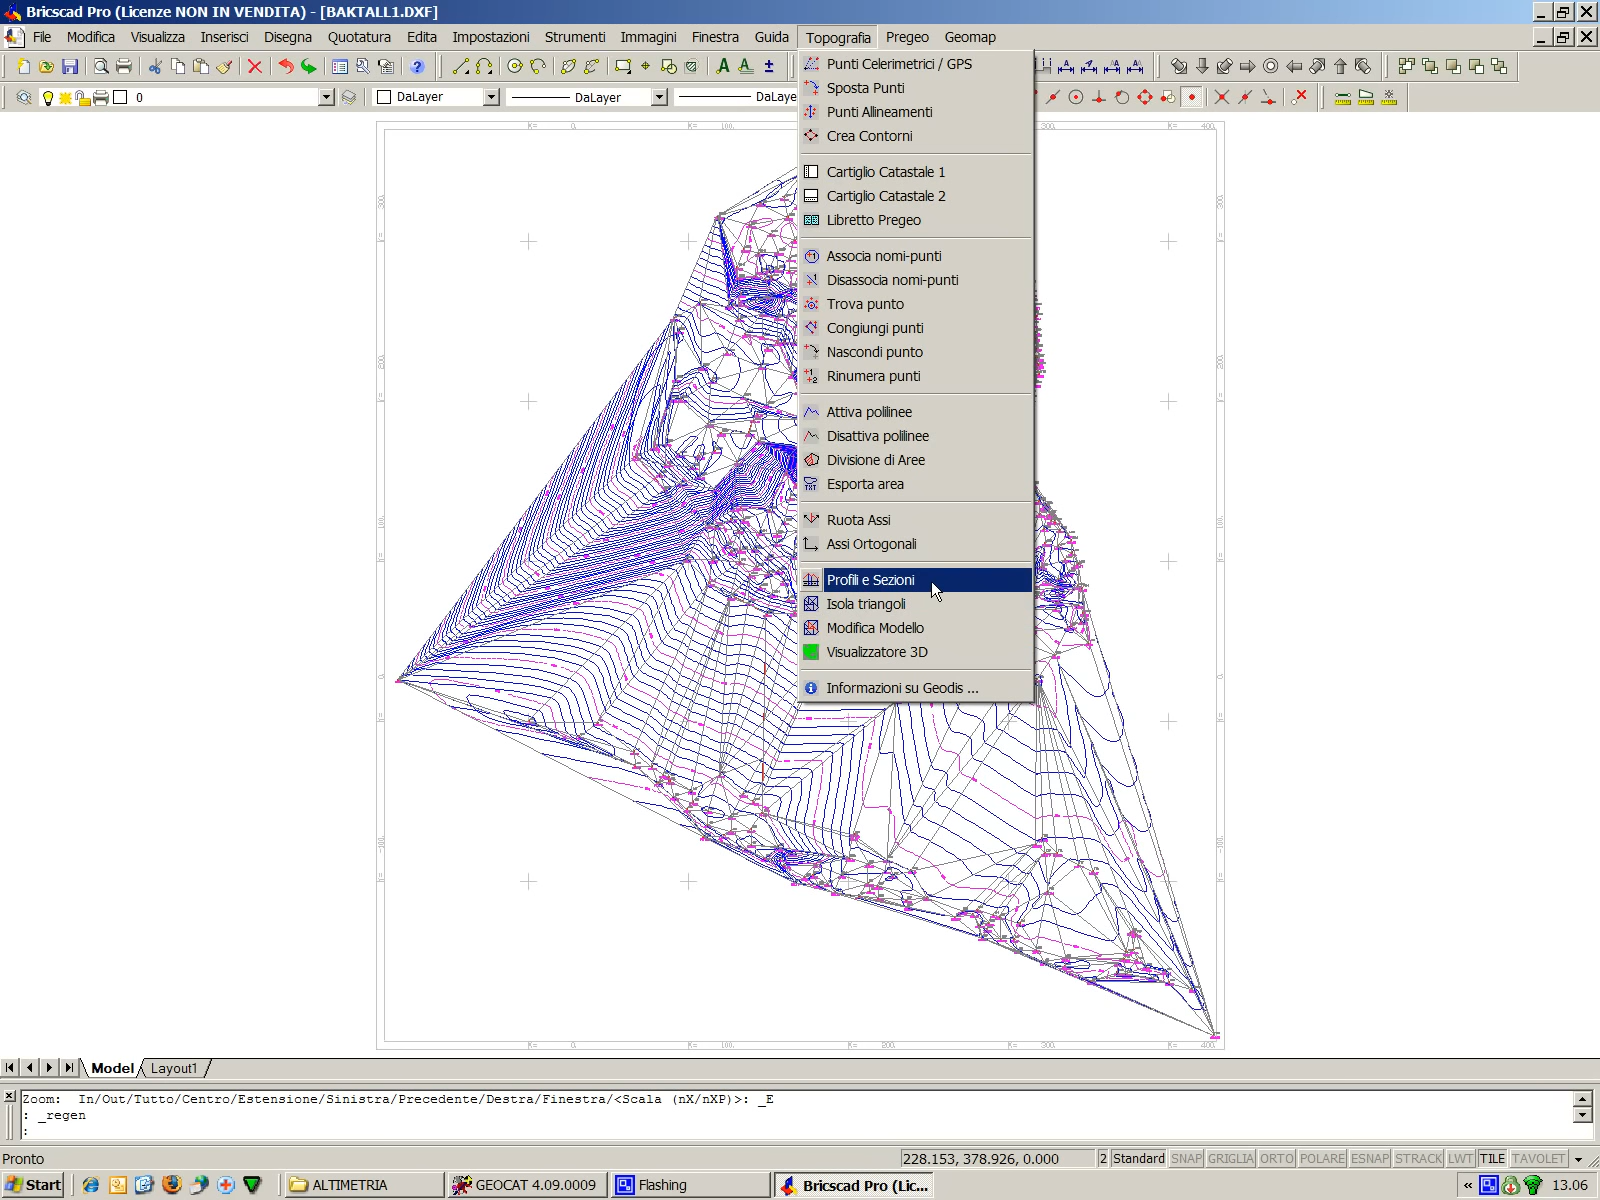 Bricscad Pro (Licenze NON IN VENDITA) - [BAKTALL1.DXF]
File Modifica Visualizza Inserisci Disegna Quotatura Edita Impostazioni Strumenti Immagini Finestra Guida Topografia Pregeo Geomap
0 DaLayer DaLayer DaLaye
Punti Celerimetrici / GPS
Sposta Punti
Punti Allineamenti
Crea Contorni
Cartiglio Catastale 1
Cartiglio Catastale 2
Libretto Pregeo
Associa nomi-punti
Disassocia nomi-punti
Trova punto
Congiungi punti
Nascondi punto
Rinumera punti
Attiva polilinee
Disattiva polilinee
Divisione di Aree
Esporta area
Ruota Assi
Assi Ortogonali
Profili e Sezioni
Isola triangoli
Modifica Modello
Visualizzatore 3D
Informazioni su Geodis ...
Model Layout1
Zoom: In/Out/Tutto/Centro/Estensione/Sinistra/Precedente/Destra/Finestra/<Scala (nX/nXP)>: _E
: _regen
:
Pronto 228.153, 378.926, 0.000 2 Standard SNAP GRIGLIA ORTO POLARE ESNAP STRACK LWT TILE TAVOLET
Start ALTIMETRIA GEOCAT 4.09.0009 Flashing Bricscad Pro (Lic... « 13.06